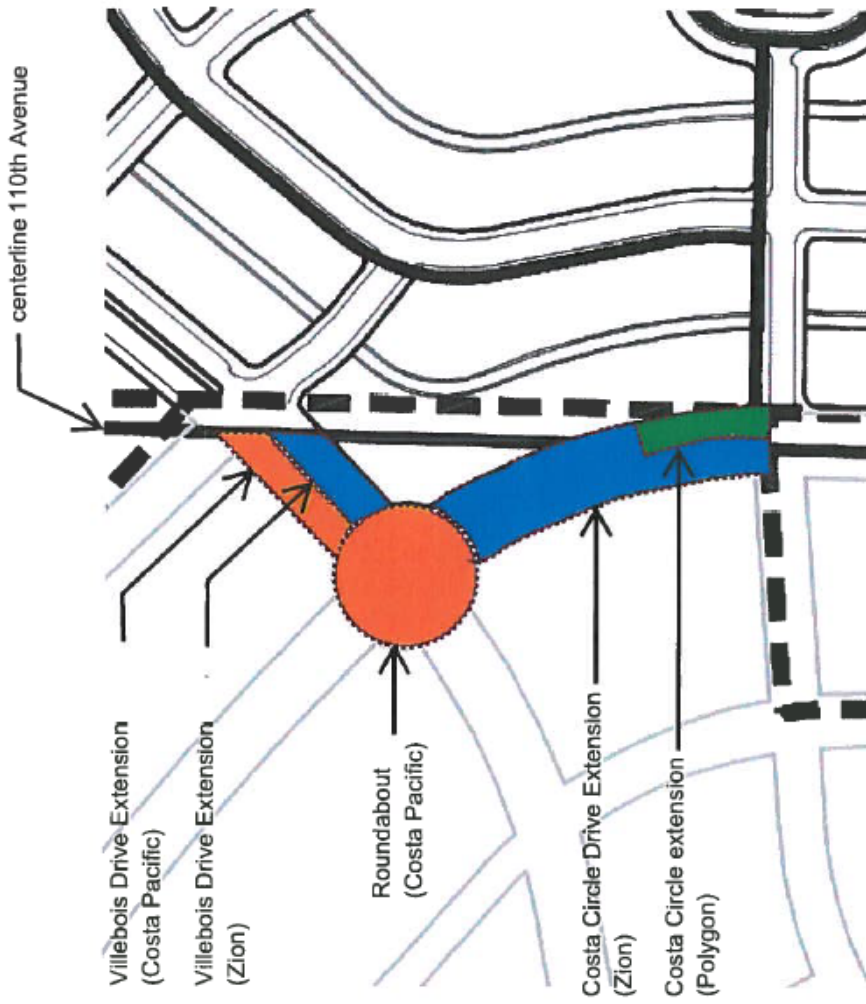 centerline 110th Avenue
Villebois Drive Extension
(Costa Pacific)
Villebois Drive Extension
(Zion)
Roundabout
(Costa Pacific)
Costa Circle Drive Extension
(Zion)
Costa Circle extension
(Polygon)